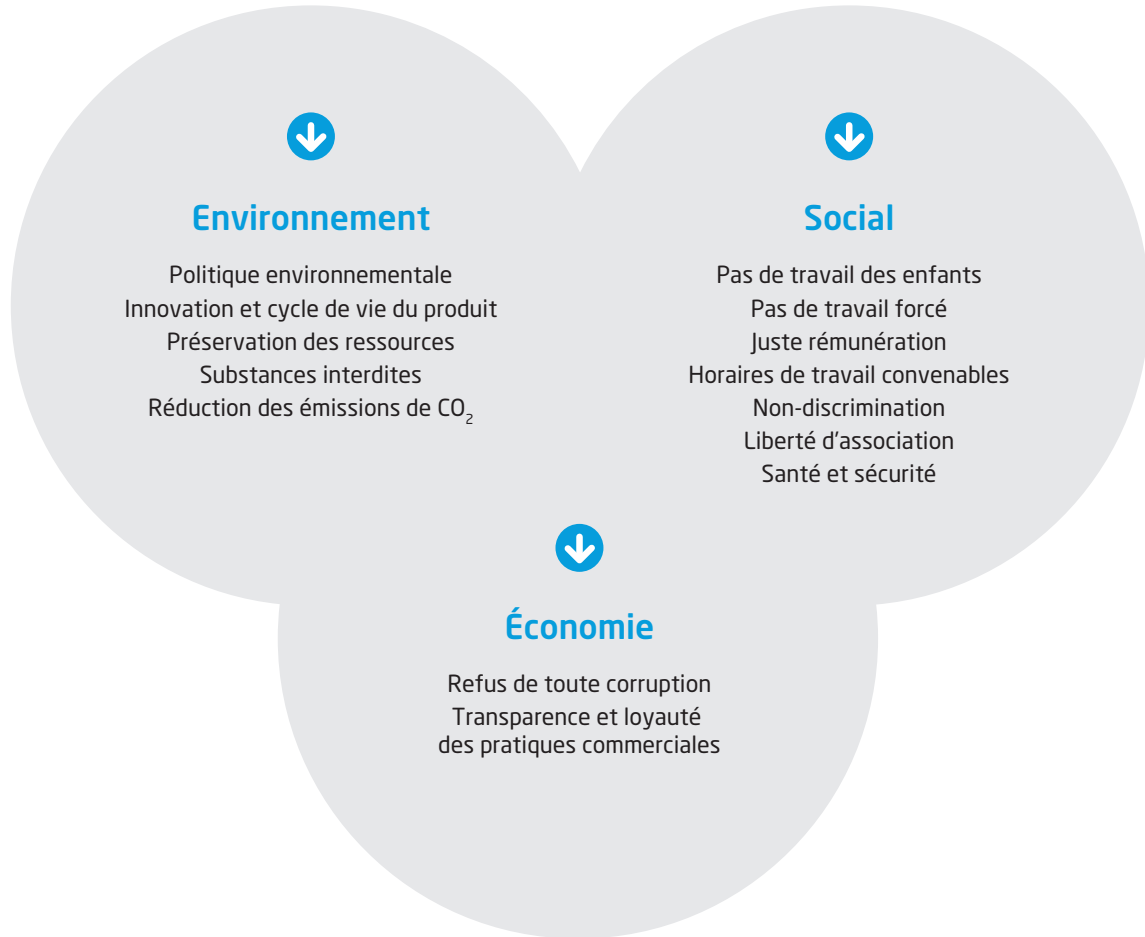 Environnement
Politique environnementale
Innovation et cycle de vie du produit
Préservation des ressources
Substances interdites
Réduction des émissions de CO₂
Social
Pas de travail des enfants
Pas de travail forcé
Juste rémunération
Horaires de travail convenables
Non-discrimination
Liberté d'association
Santé et sécurité
Économie
Refus de toute corruption
Transparence et loyauté
des pratiques commerciales